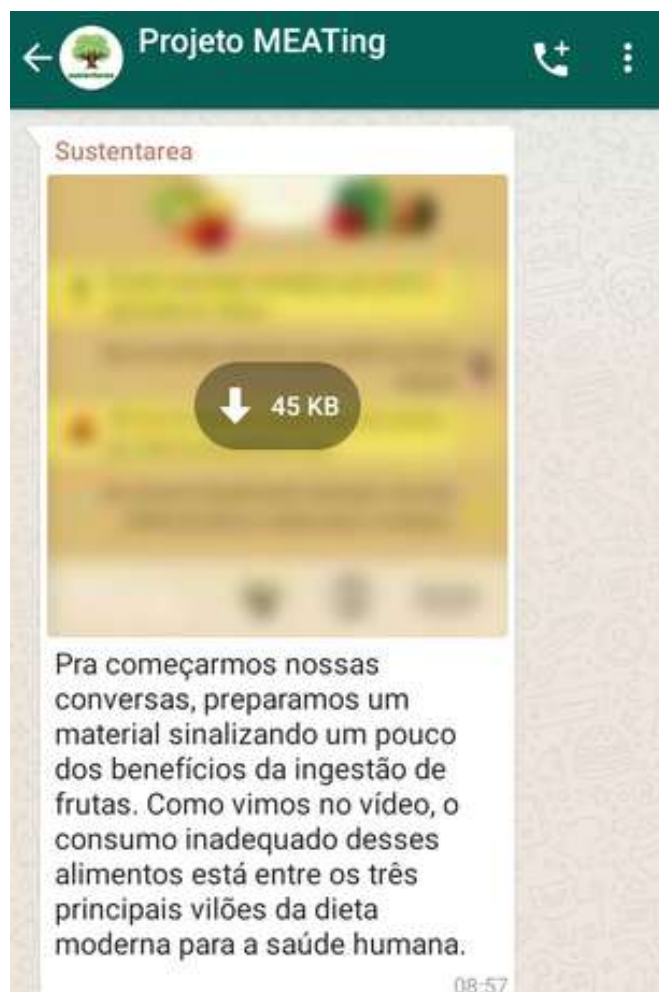 Projeto MEATing
Sustentarea
45 KB
Pra começarmos nossas
conversas, preparamos um
material sinalizando um pouco
dos benefícios da ingestão de
frutas. Como vimos no vídeo, o
consumo inadequado desses
alimentos está entre os três
principais vilões da dieta
moderna para a saúde humana.
08:57